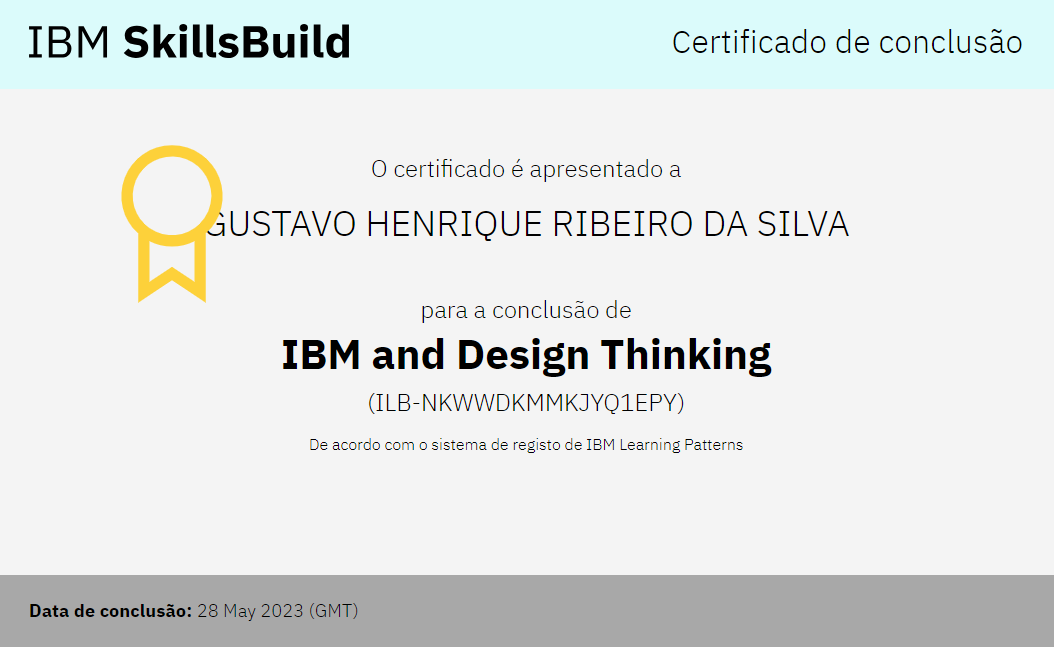 IBM SkillsBuild
Certificado de conclusão
O certificado é apresentado a
GUSTAVO HENRIQUE RIBEIRO DA SILVA
para a conclusão de
IBM and Design Thinking
(ILB-NKWWDKMMKJYQ1EPY)
De acordo com o sistema de registo de IBM Learning Patterns
Data de conclusão: 28 May 2023 (GMT)